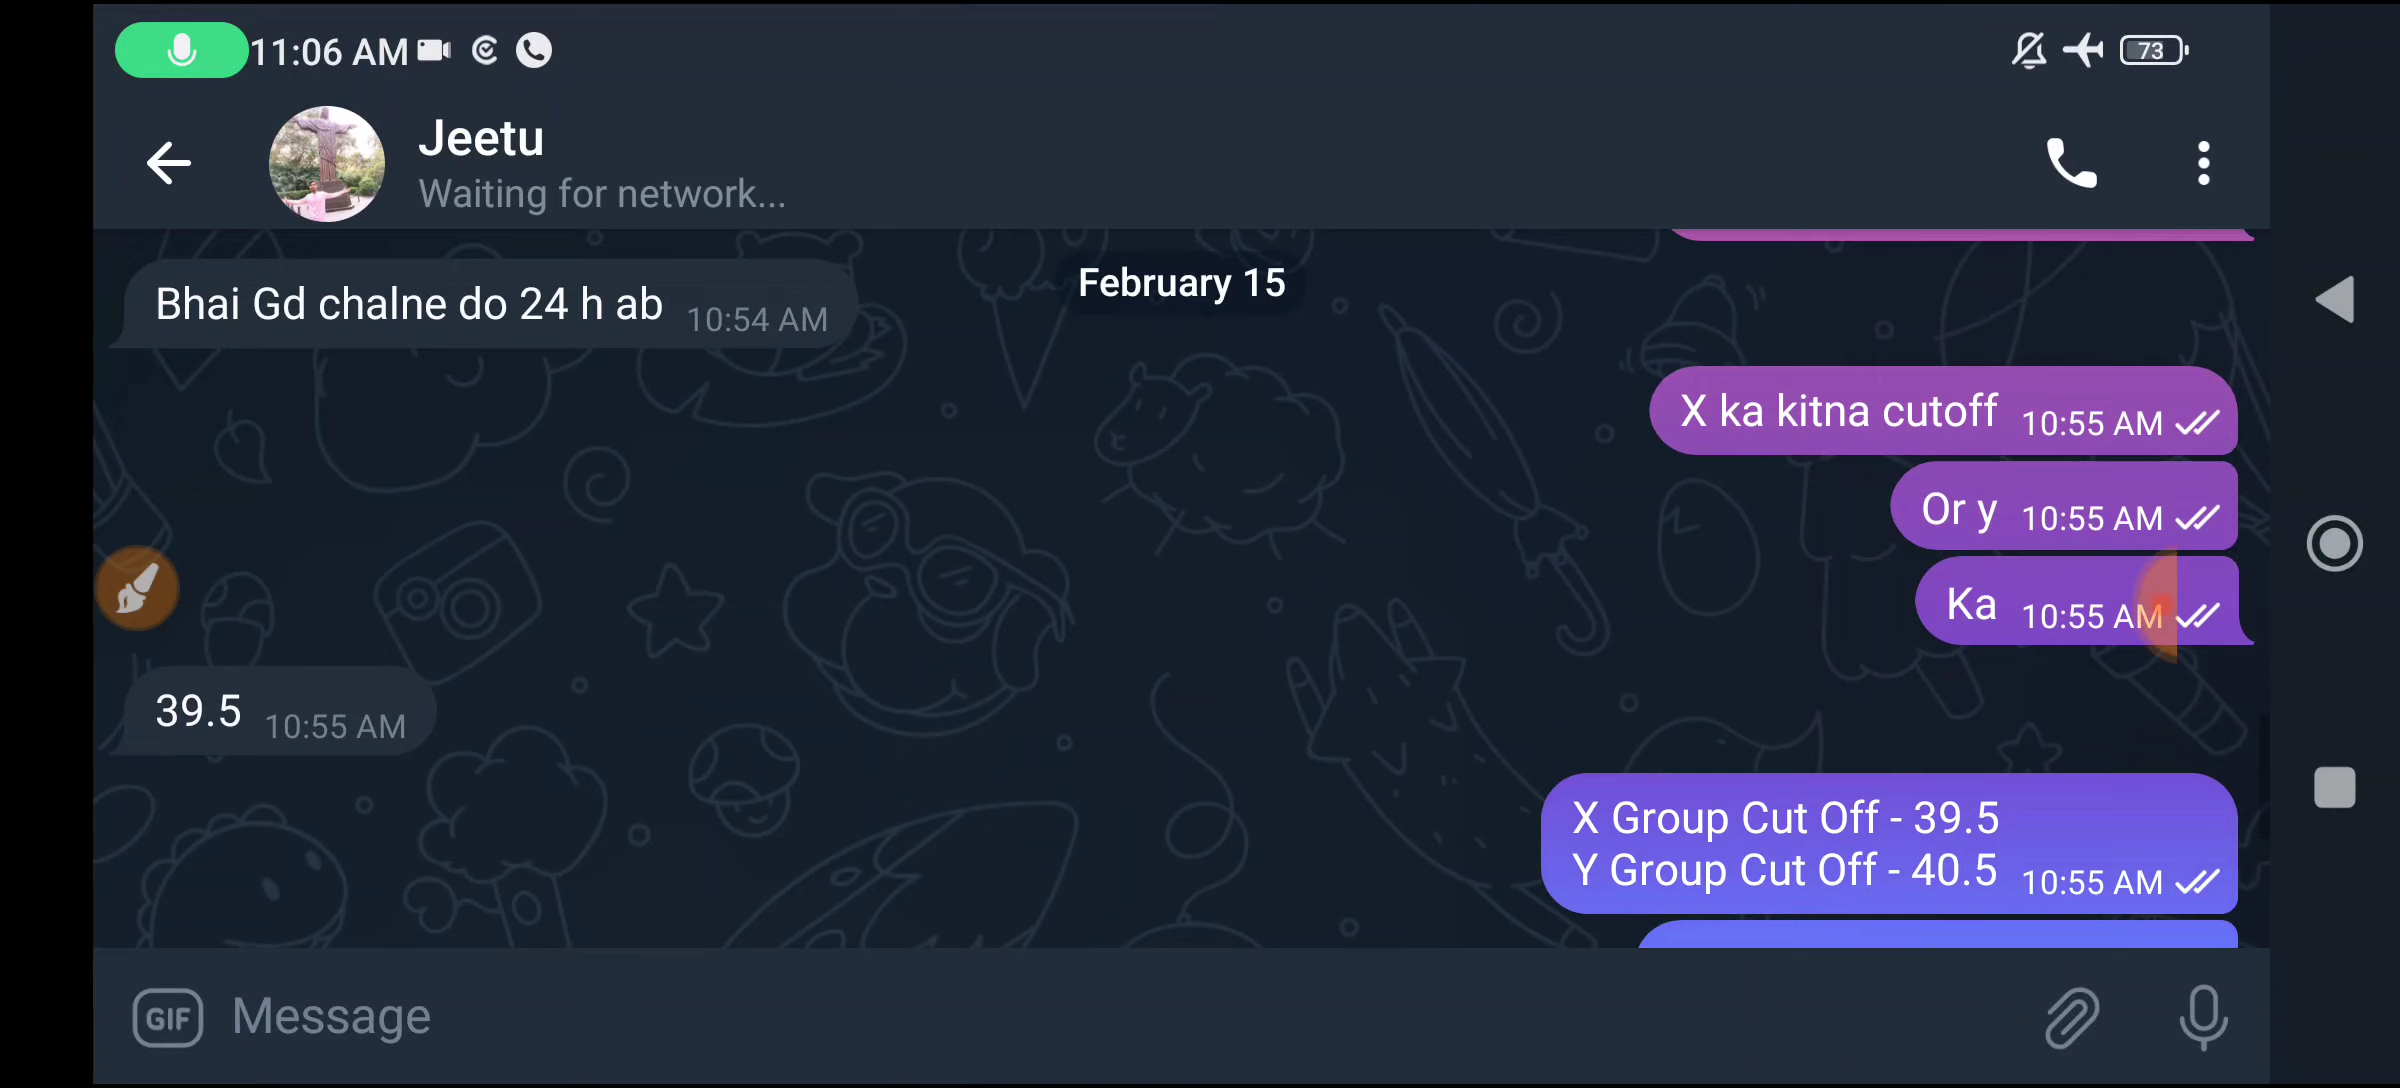 11:06 AM
73
Jeetu
Waiting for network...
February 15
Bhai Gd chalne do 24 h ab 10:54 AM
X ka kitna cutoff 10:55 AM
Or y 10:55 AM
Ka 10:55 AM
39.5 10:55 AM
X Group Cut Off - 39.5
Y Group Cut Off - 40.5 10:55 AM
GIF Message